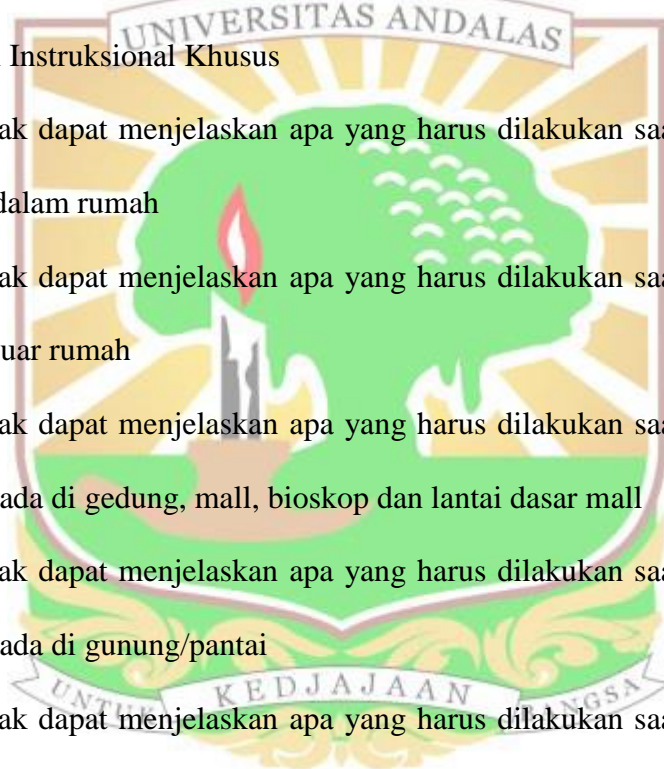 UNIVERSITAS ANDALAS
Instruksional Khusus
ak dapat menjelaskan apa yang harus dilakukan saa
dalam rumah
ak dapat menjelaskan apa yang harus dilakukan saa
uar rumah
ak dapat menjelaskan apa yang harus dilakukan saa
ada di gedung, mall, bioskop dan lantai dasar mall
ak dapat menjelaskan apa yang harus dilakukan saa
ada di gunung/pantai
UNTUK KEDJAJAAN BANGSA
ak dapat menjelaskan apa yang harus dilakukan saa